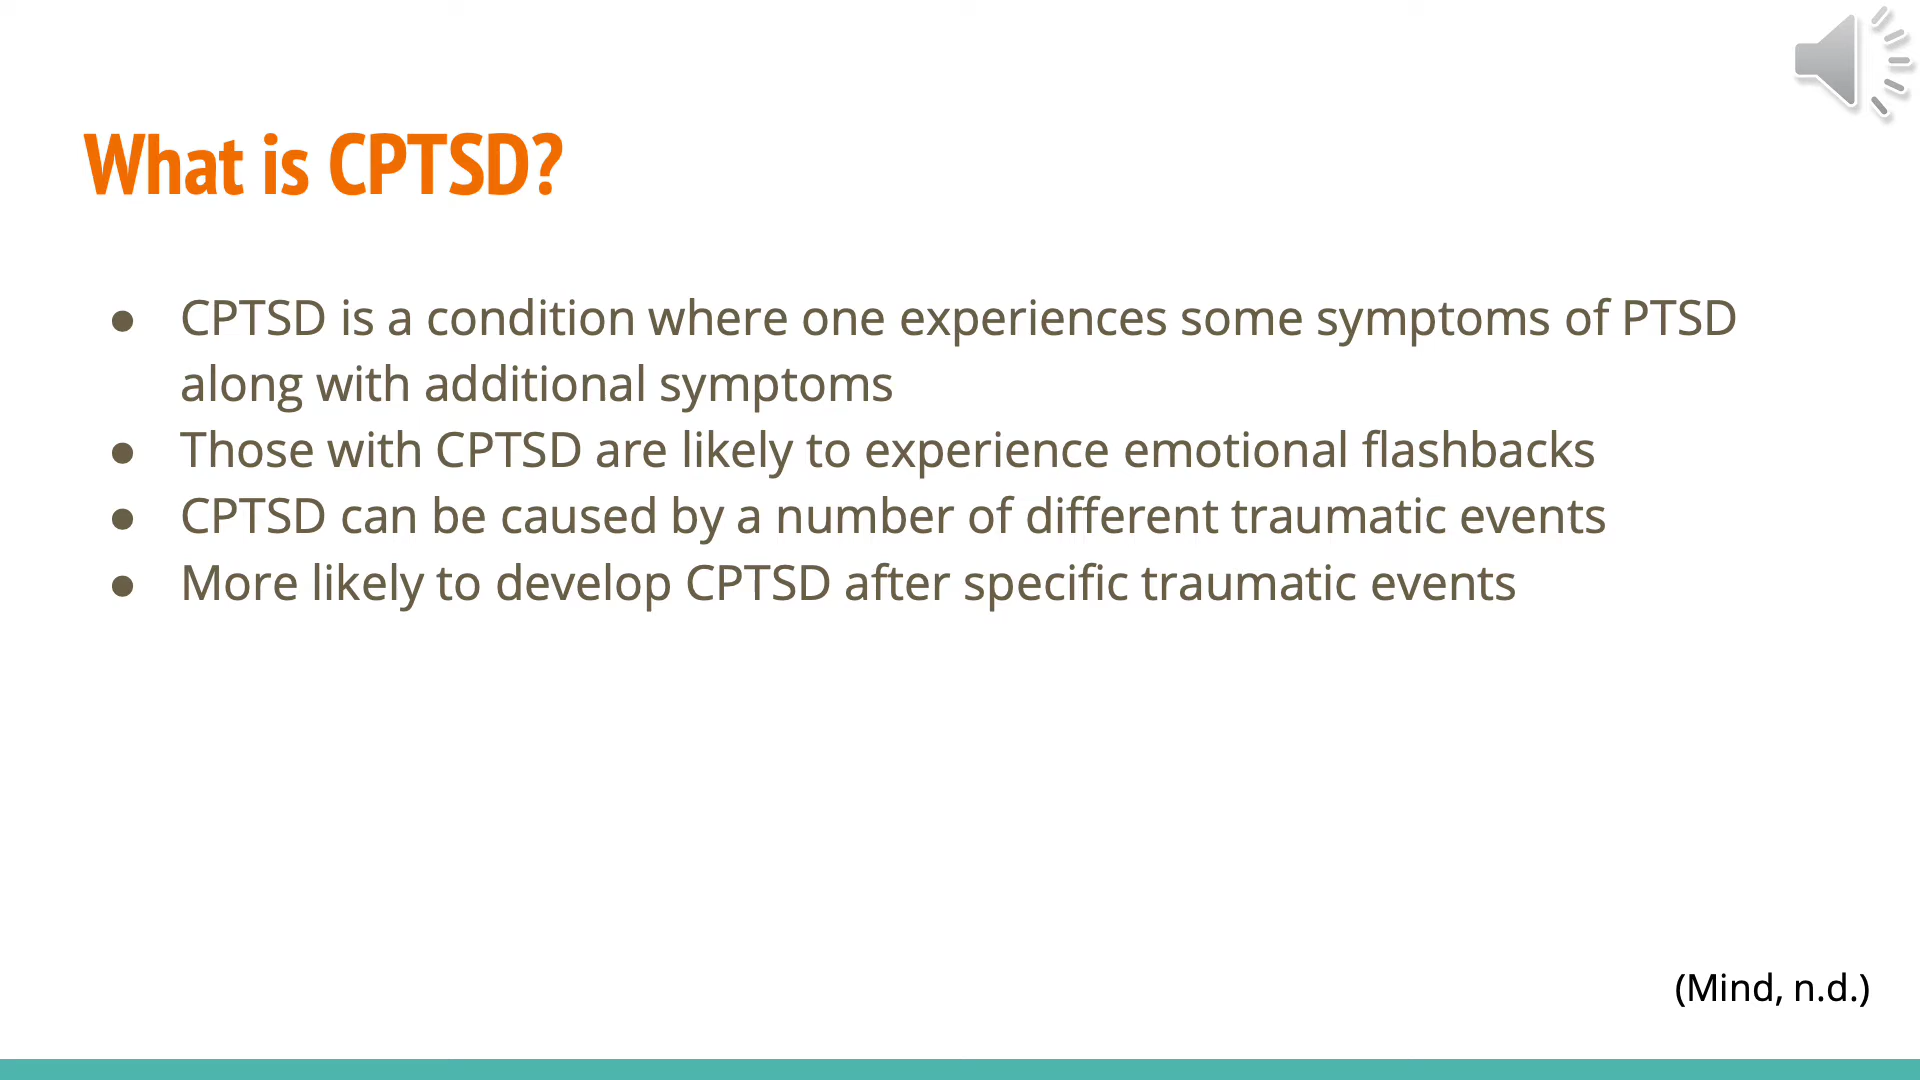 What is CPTSD?
● CPTSD is a condition where one experiences some symptoms of PTSD
along with additional symptoms
● Those with CPTSD are likely to experience emotional flashbacks
● CPTSD can be caused by a number of different traumatic events
● More likely to develop CPTSD after specific traumatic events
(Mind, n.d.)